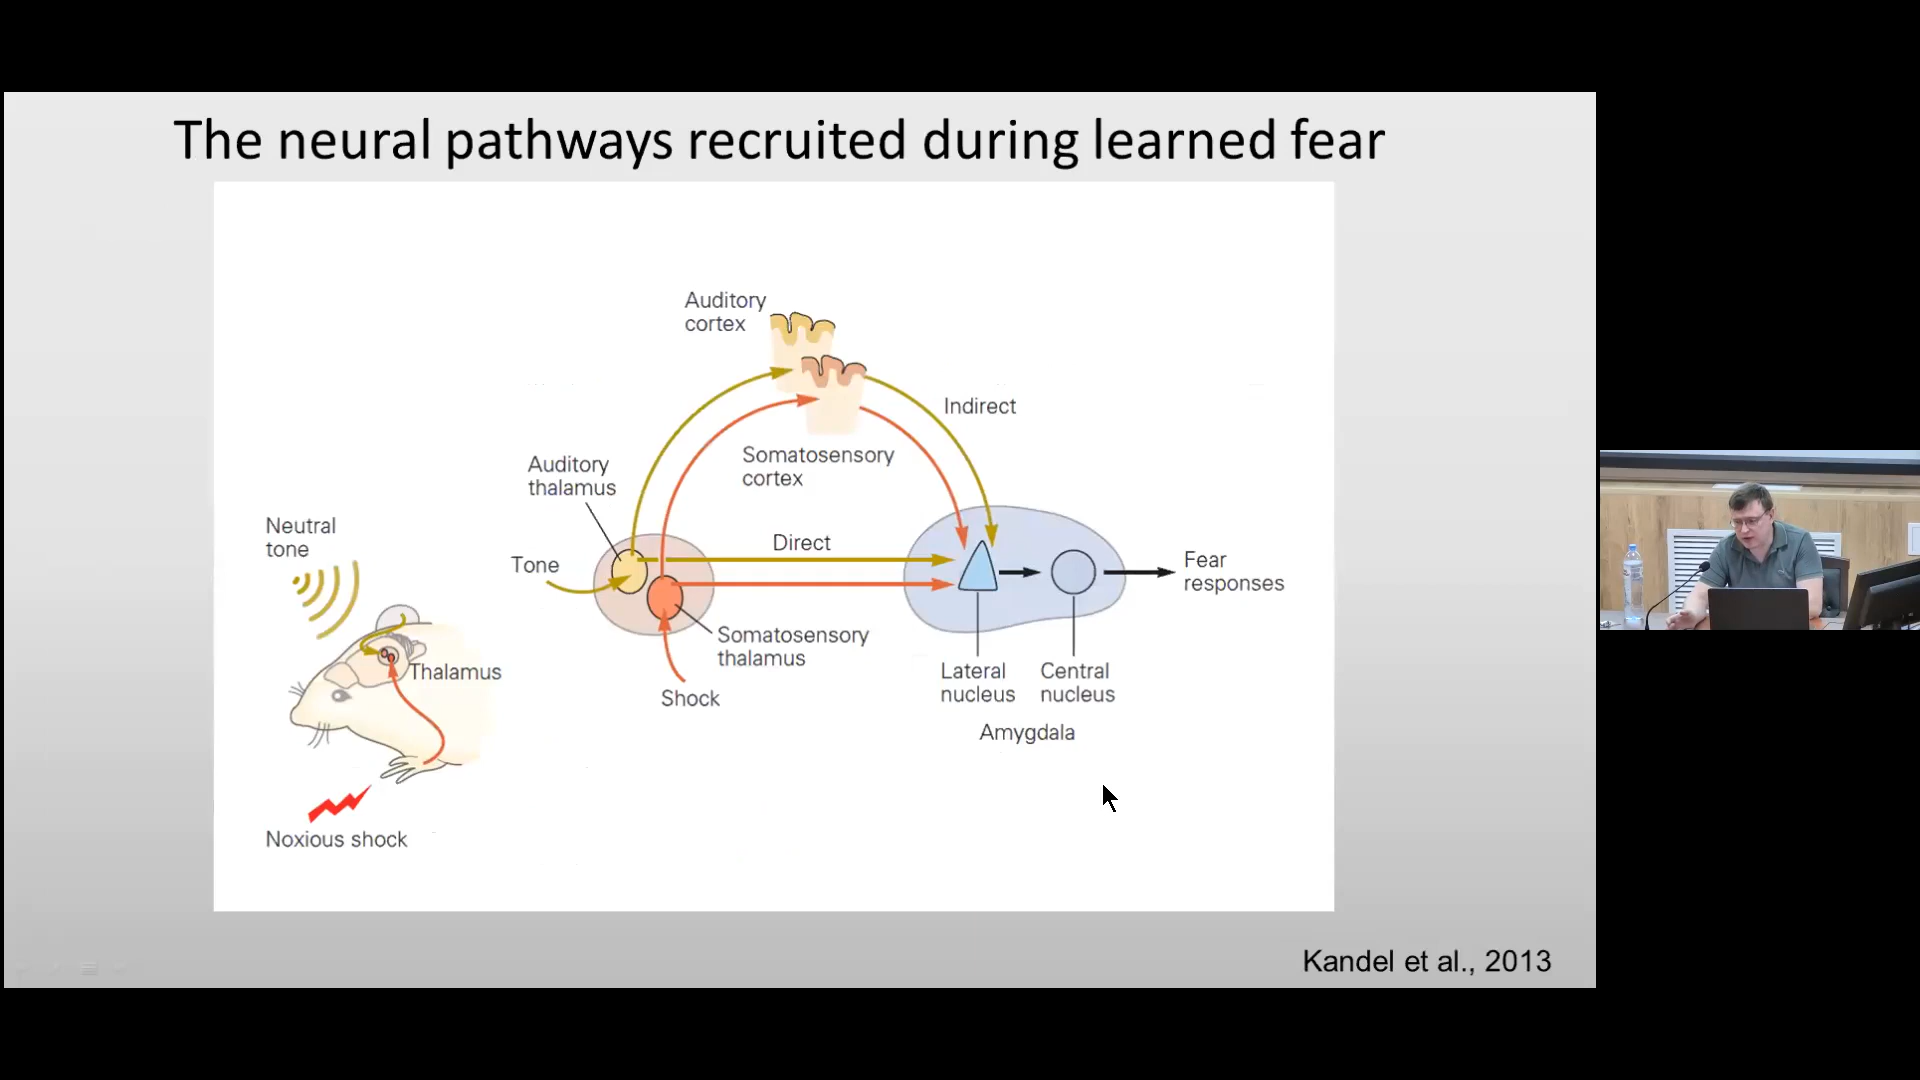 The neural pathways recruited during learned fear
Auditory
cortex
Indirect
Somatosensory
cortex
Auditory
thalamus
Neutral
tone
Tone
Direct
Fear
responses
Somatosensory
thalamus
Thalamus
Shock
Lateral
nucleus
Central
nucleus
Amygdala
Noxious shock
Kandel et al., 2013